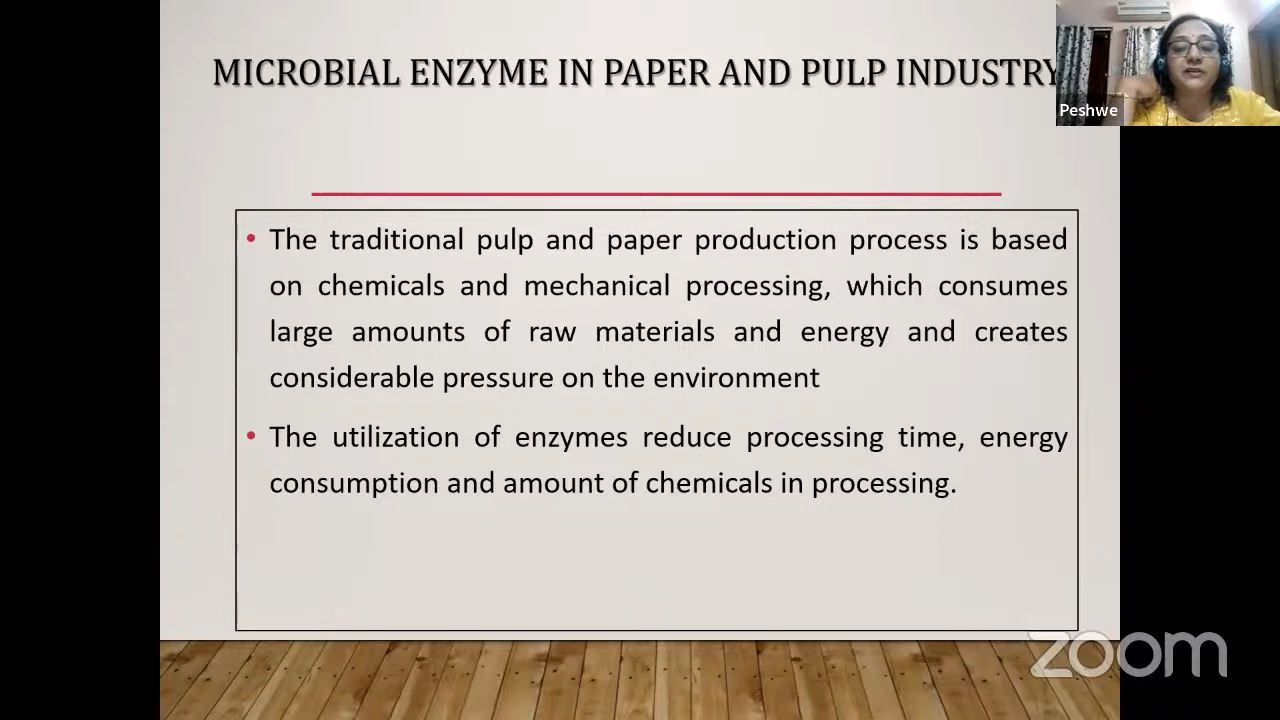 MICROBIAL ENZYME IN PAPER AND PULP INDUSTRY
Peshwe
• The traditional pulp and paper production process is based
on chemicals and mechanical processing, which consumes
large amounts of raw materials and energy and creates
considerable pressure on the environment
• The utilization of enzymes reduce processing time, energy
consumption and amount of chemicals in processing.
zoom